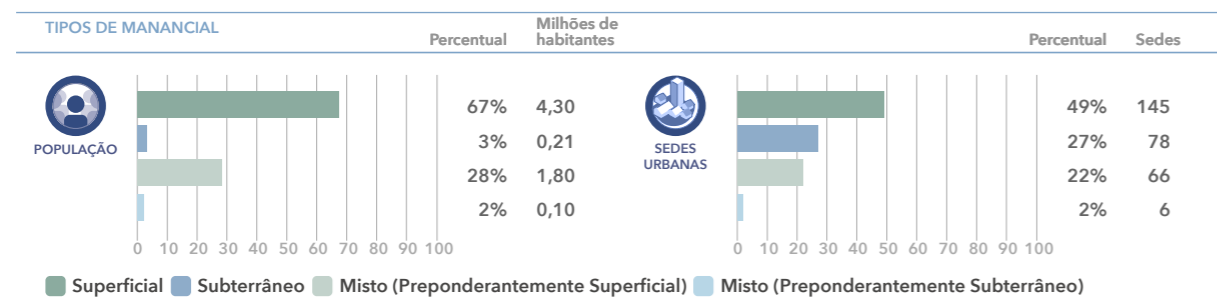 TIPOS DE MANANCIAL
Percentual Milhões de habitantes Percentual Sedes
POPULAÇÃO
67% 4,30
3% 0,21
28% 1,80
2% 0,10
0 10 20 30 40 50 60 70 80 90 100
SEDES
URBANAS
49% 145
27% 78
22% 66
2% 6
0 10 20 30 40 50 60 70 80 90 100
Superficial Subterrâneo Misto (Preponderantemente Superficial) Misto (Preponderantemente Subterrâneo)